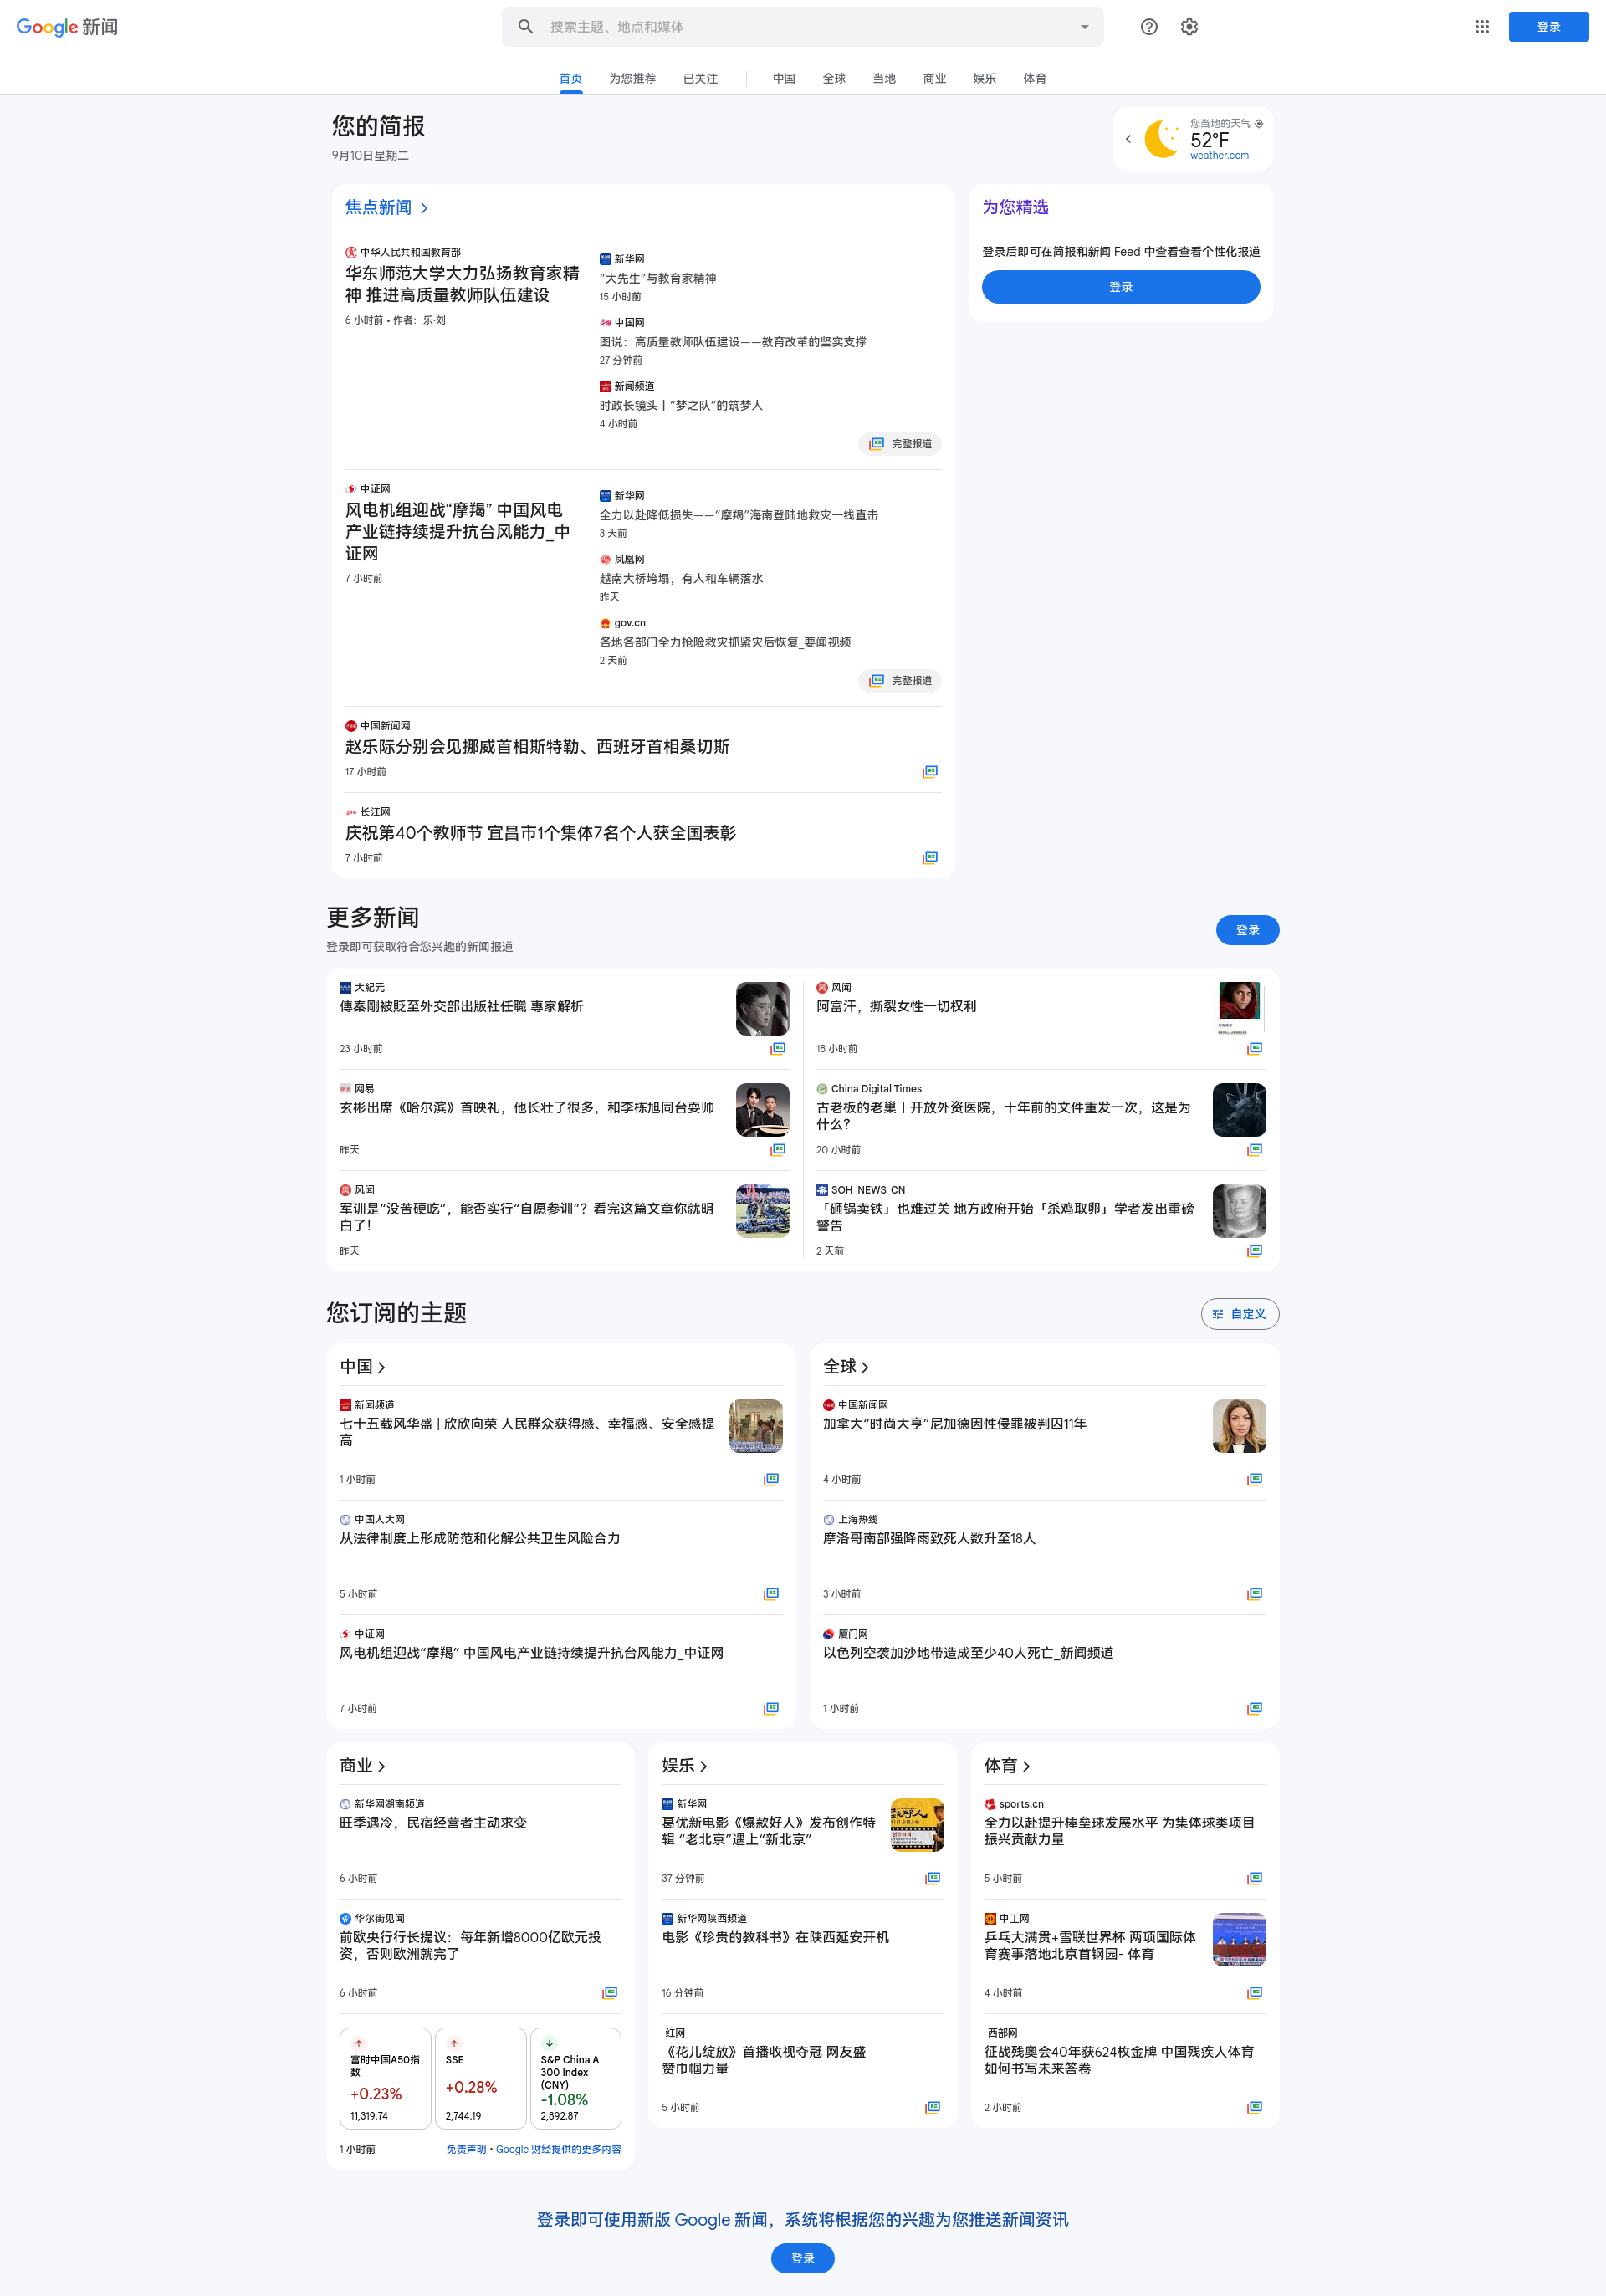 Google 新闻
搜索主题、地点和媒体
登录
首页
为您推荐
已关注
中国
全球
当地
商业
娱乐
体育
您的简报
9月10日星期二
您当地的天气
52°F
weather.com
焦点新闻
中华人民共和国教育部
华东师范大学大力弘扬教育家精
神 推进高质量教师队伍建设
6 小时前 • 作者：乐·刘
新华网
“大先生”与教育家精神
15 小时前
中国网
图说：高质量教师队伍建设——教育改革的坚实支撑
27 分钟前
新闻频道
时政长镜头丨“梦之队”的筑梦人
4 小时前
完整报道
中证网
风电机组迎战“摩羯” 中国风电
产业链持续提升抗台风能力_中
证网
7 小时前
新华网
全力以赴降低损失——“摩羯”海南登陆地救灾一线直击
3 天前
凤凰网
越南大桥垮塌，有人和车辆落水
昨天
gov.cn
各地各部门全力抢险救灾抓紧灾后恢复_要闻视频
2 天前
完整报道
中国新闻网
赵乐际分别会见挪威首相斯特勒、西班牙首相桑切斯
17 小时前
长江网
庆祝第40个教师节 宜昌市1个集体7名个人获全国表彰
7 小时前
为您精选
登录后即可在简报和新闻 Feed 中查看查看个性化报道
登录
更多新闻
登录即可获取符合您兴趣的新闻报道
登录
大紀元
傳秦剛被貶至外交部出版社任職 專家解析
23 小时前
网易
玄彬出席《哈尔滨》首映礼，他长壮了很多，和李栋旭同台耍帅
昨天
风闻
军训是“没苦硬吃”，能否实行“自愿参训”？看完这篇文章你就明
白了！
昨天
风闻
阿富汗，撕裂女性一切权利
18 小时前
China Digital Times
古老板的老巢丨开放外资医院，十年前的文件重发一次，这是为
什么？
20 小时前
SOH_NEWS_CN
「砸锅卖铁」也难过关 地方政府开始「杀鸡取卵」学者发出重磅
警告
2 天前
您订阅的主题
自定义
中国
新闻频道
七十五载风华盛 | 欣欣向荣 人民群众获得感、幸福感、安全感提
高
1 小时前
中国人大网
从法律制度上形成防范和化解公共卫生风险合力
5 小时前
中证网
风电机组迎战“摩羯” 中国风电产业链持续提升抗台风能力_中证网
7 小时前
全球
中国新闻网
加拿大“时尚大亨”尼加德因性侵罪被判囚11年
4 小时前
上海热线
摩洛哥南部强降雨致死人数升至18人
3 小时前
厦门网
以色列空袭加沙地带造成至少40人死亡_新闻频道
1 小时前
商业
新华网湖南频道
旺季遇冷，民宿经营者主动求变
6 小时前
华尔街见闻
前欧央行行长提议：每年新增8000亿欧元投
资，否则欧洲就完了
6 小时前
富时中国A50指
数
+0.23%
11,319.74
SSE
+0.28%
2,744.19
S&P China A
300 Index
(CNY)
-1.08%
2,892.87
1 小时前
免责声明 • Google 财经提供的更多内容
娱乐
新华网
葛优新电影《爆款好人》发布创作特
辑 “老北京”遇上“新北京”
37 分钟前
新华网陕西频道
电影《珍贵的教科书》在陕西延安开机
16 分钟前
红网
《花儿绽放》首播收视夺冠 网友盛
赞巾帼力量
5 小时前
体育
sports.cn
全力以赴提升棒垒球发展水平 为集体球类项目
振兴贡献力量
5 小时前
中工网
乒乓大满贯+雪联世界杯 两项国际体
育赛事落地北京首钢园- 体育
4 小时前
西部网
征战残奥会40年获624枚金牌 中国残疾人体育
如何书写未来答卷
2 小时前
登录即可使用新版 Google 新闻，系统将根据您的兴趣为您推送新闻资讯
登录